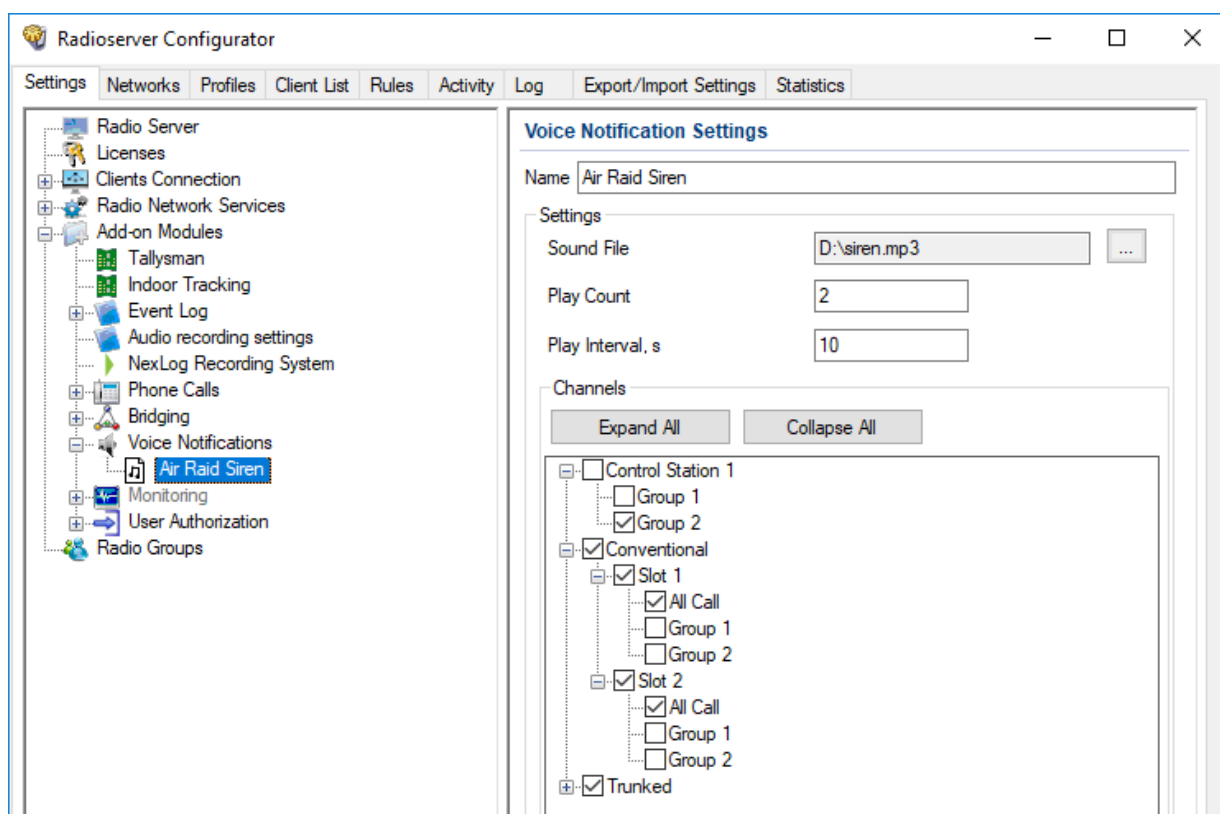 Radioserver Configurator
Settings Networks Profiles Client List Rules Activity Log Export/Import Settings Statistics
Radio Server
Licenses
Clients Connection
Radio Network Services
Add-on Modules
Tallysman
Indoor Tracking
Event Log
Audio recording settings
NexLog Recording System
Phone Calls
Bridging
Voice Notifications
Air Raid Siren
Monitoring
User Authorization
Radio Groups
Voice Notification Settings
Name Air Raid Siren
Settings
Sound File D:\siren.mp3 ...
Play Count 2
Play Interval, s 10
Channels
Expand All Collapse All
Control Station 1
Group 1
Group 2
Conventional
Slot 1
All Call
Group 1
Group 2
Slot 2
All Call
Group 1
Group 2
Trunked